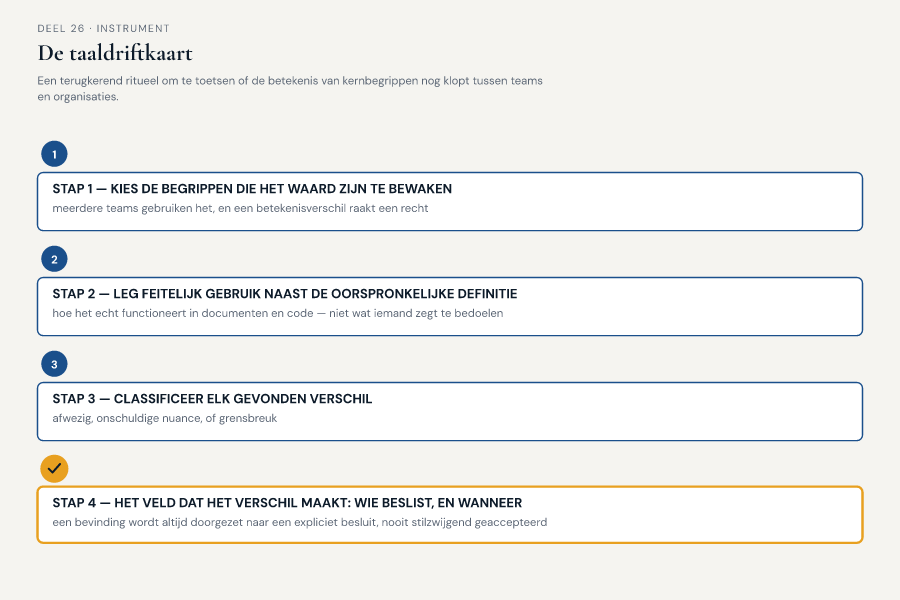 DEEL 26 · INSTRUMENT
De taaldriftkaart
Een terugkerend ritueel om te toetsen of de betekenis van kernbegrippen nog klopt tussen teams
en organisaties.
1
STAP 1 — KIES DE BEGRIPPEN DIE HET WAARD ZIJN TE BEWAKEN
meerdere teams gebruiken het, en een betekenisverschil raakt een recht
2
STAP 2 — LEG FEITELIJK GEBRUIK NAAST DE OORSPRONKELIJKE DEFINITIE
hoe het echt functioneert in documenten en code — niet wat iemand zegt te bedoelen
3
STAP 3 — CLASSIFICEER ELK GEVONDEN VERSCHIL
afwezig, onschuldige nuance, of grensbreuk
STAP 4 — HET VELD DAT HET VERSCHIL MAAKT: WIE BESLIST, EN WANNEER
een bevinding wordt altijd doorgezet naar een expliciet besluit, nooit stilzwijgend geaccepteerd